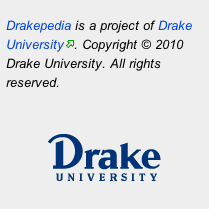 Drakepedia is a project of Drake
University. Copyright © 2010
Drake University. All rights
reserved.
Drake
UNIVERSITY